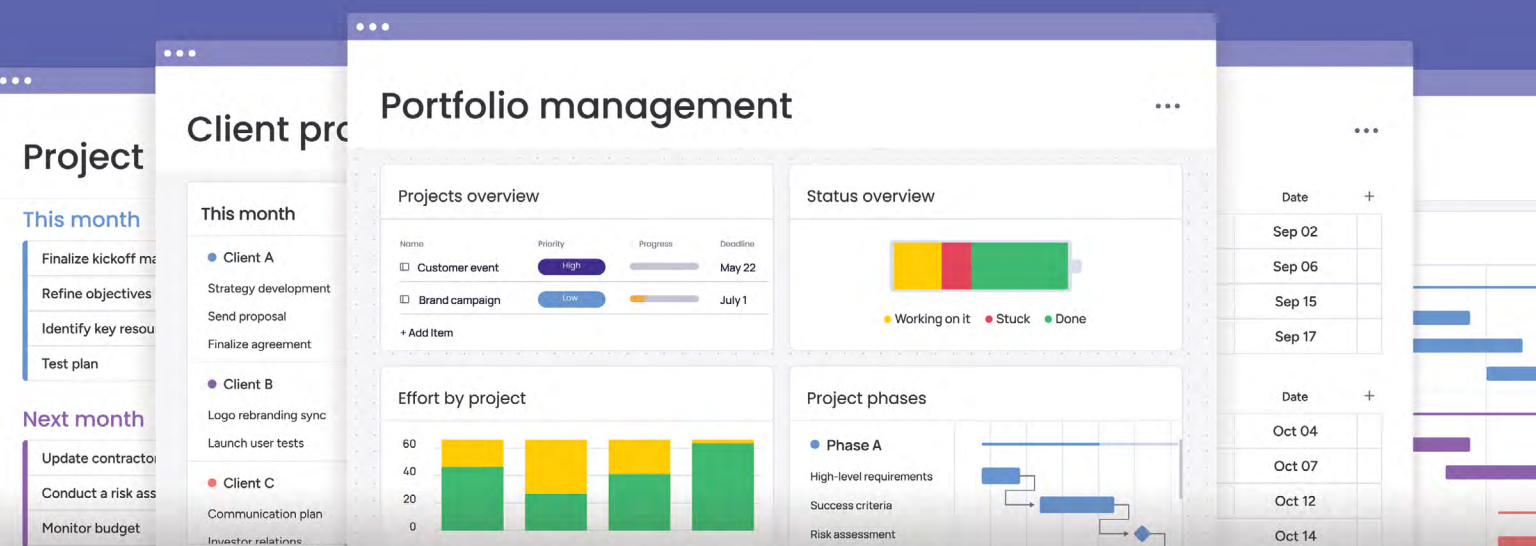 Project
This month
Finalize kickoff ma
Refine objectives
Identify key resou
Test plan
Next month
Update contractor
Conduct a risk ass
Monitor budget
Client pro
This month
Client A
Strategy development
Send proposal
Finalize agreement
Client B
Logo rebranding sync
Launch user tests
Client C
Communication plan
Investor relations
Portfolio management
Projects overview
Name Priority Progress Deadline
Customer event High May 22
Brand campaign Low July 1
+ Add Item
Status overview
Working on it Stuck Done
Effort by project
60
40
20
0
Project phases
Phase A
High-level requirements
Success criteria
Risk assessment
Date +
Sep 02
Sep 06
Sep 15
Sep 17
Date +
Oct 04
Oct 07
Oct 12
Oct 14